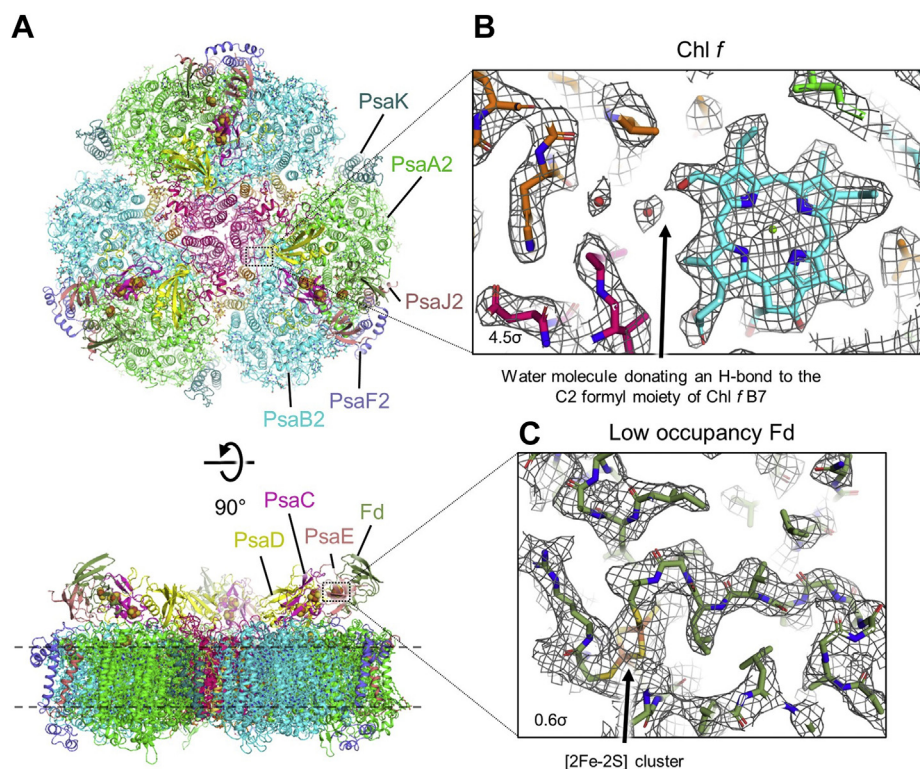 A
PsaK
PsaA2
PsaJ2
PsaF2
PsaB2
90°
PsaC
Fd
PsaE
PsaD
B
Chl f
4.5σ
Water molecule donating an H-bond to the
C2 formyl moiety of Chl f B7
C
Low occupancy Fd
0.6σ
[2Fe-2S] cluster